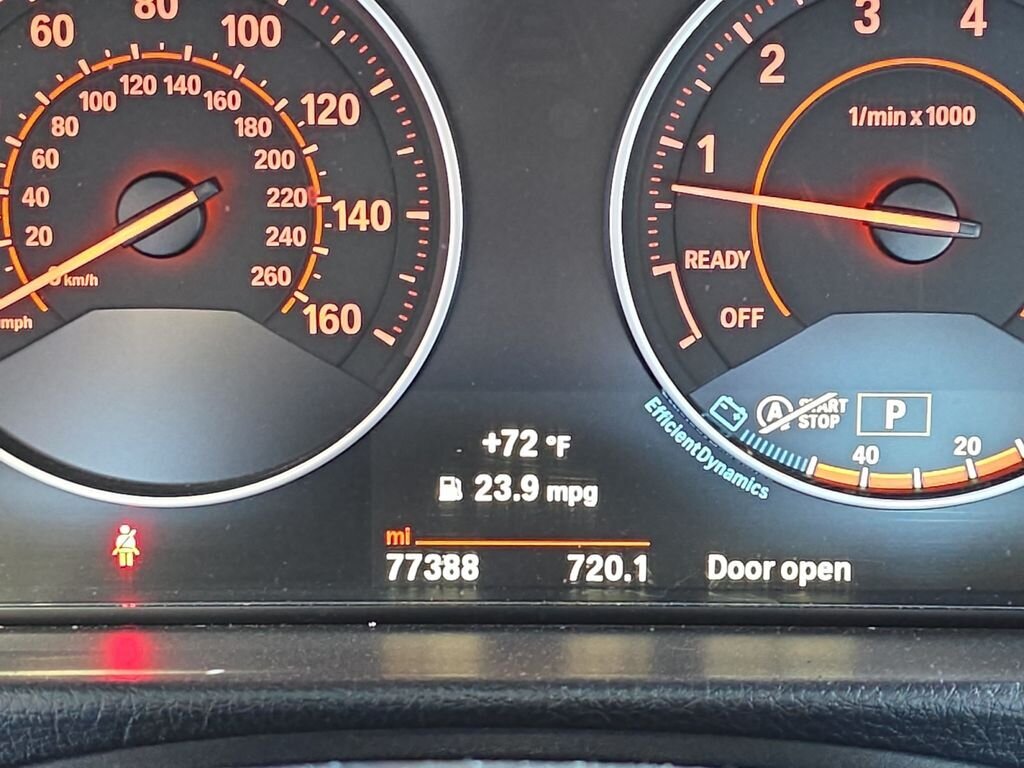 60
80
100
120
140
160
mph
0 km/h
20
40
60
80
100
120
140
160
180
200
220
240
260
1
2
3
4
1/min x 1000
READY
OFF
A START
STOP
P
40
20
EfficientDynamics
+72 °F
23.9 mpg
mi
77388 720.1
Door open